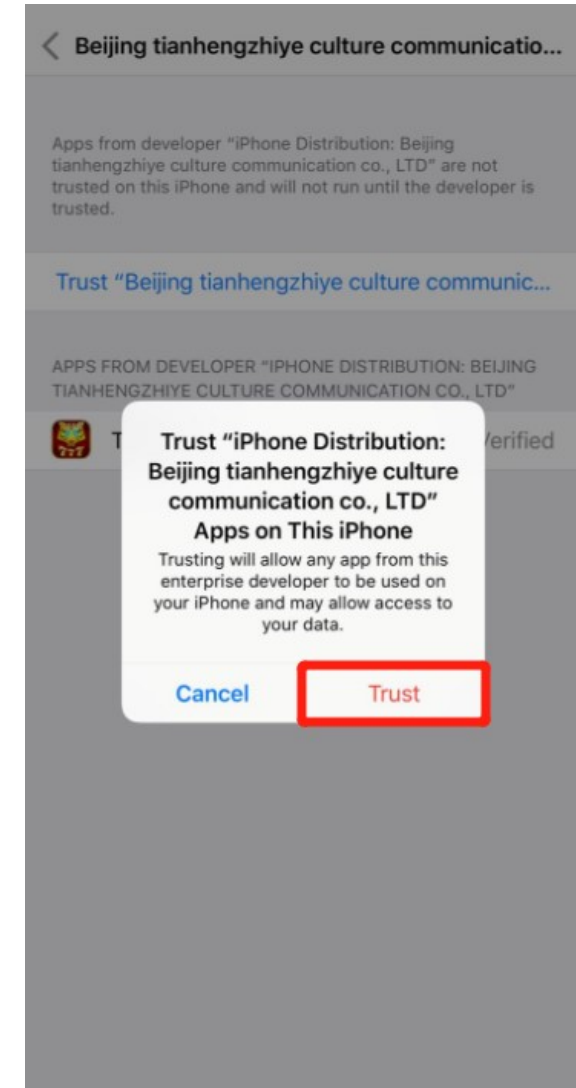 Beijing tianhengzhiye culture communicatio...
Apps from developer “iPhone Distribution: Beijing
tianhengzhiye culture communication co., LTD” are not
trusted on this iPhone and will not run until the developer is
trusted.
Trust “Beijing tianhengzhiye culture communic...
APPS FROM DEVELOPER “IPHONE DISTRIBUTION: BEIJING
TIANHENGZHIYE CULTURE COMMUNICATION CO., LTD”
777
T
Verified
Trust “iPhone Distribution:
Beijing tianhengzhiye culture
communication co., LTD”
Apps on This iPhone
Trusting will allow any app from this
enterprise developer to be used on
your iPhone and may allow access to
your data.
Cancel
Trust